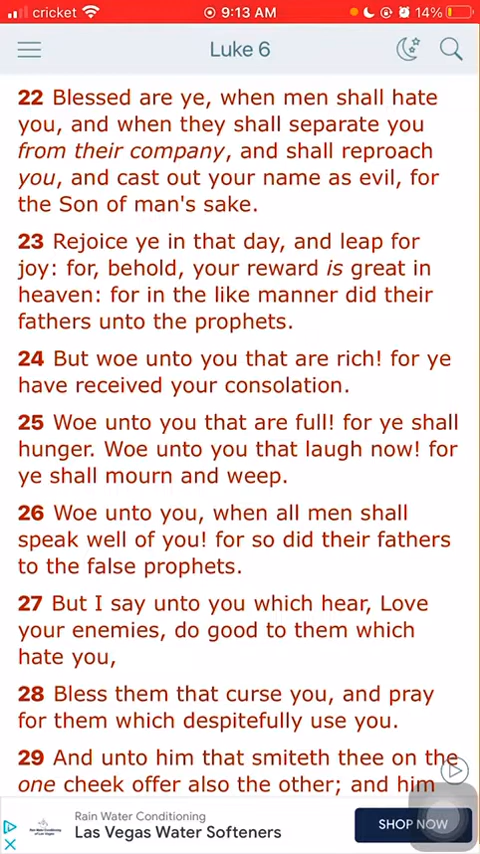 cricket 9:13 AM 14%
Luke 6
22 Blessed are ye, when men shall hate
you, and when they shall separate you
from their company, and shall reproach
you, and cast out your name as evil, for
the Son of man's sake.
23 Rejoice ye in that day, and leap for
joy: for, behold, your reward is great in
heaven: for in the like manner did their
fathers unto the prophets.
24 But woe unto you that are rich! for ye
have received your consolation.
25 Woe unto you that are full! for ye shall
hunger. Woe unto you that laugh now! for
ye shall mourn and weep.
26 Woe unto you, when all men shall
speak well of you! for so did their fathers
to the false prophets.
27 But I say unto you which hear, Love
your enemies, do good to them which
hate you,
28 Bless them that curse you, and pray
for them which despitefully use you.
29 And unto him that smiteth thee on the
one cheek offer also the other; and him
Rain Water Conditioning
Las Vegas Water Softeners
SHOP NOW